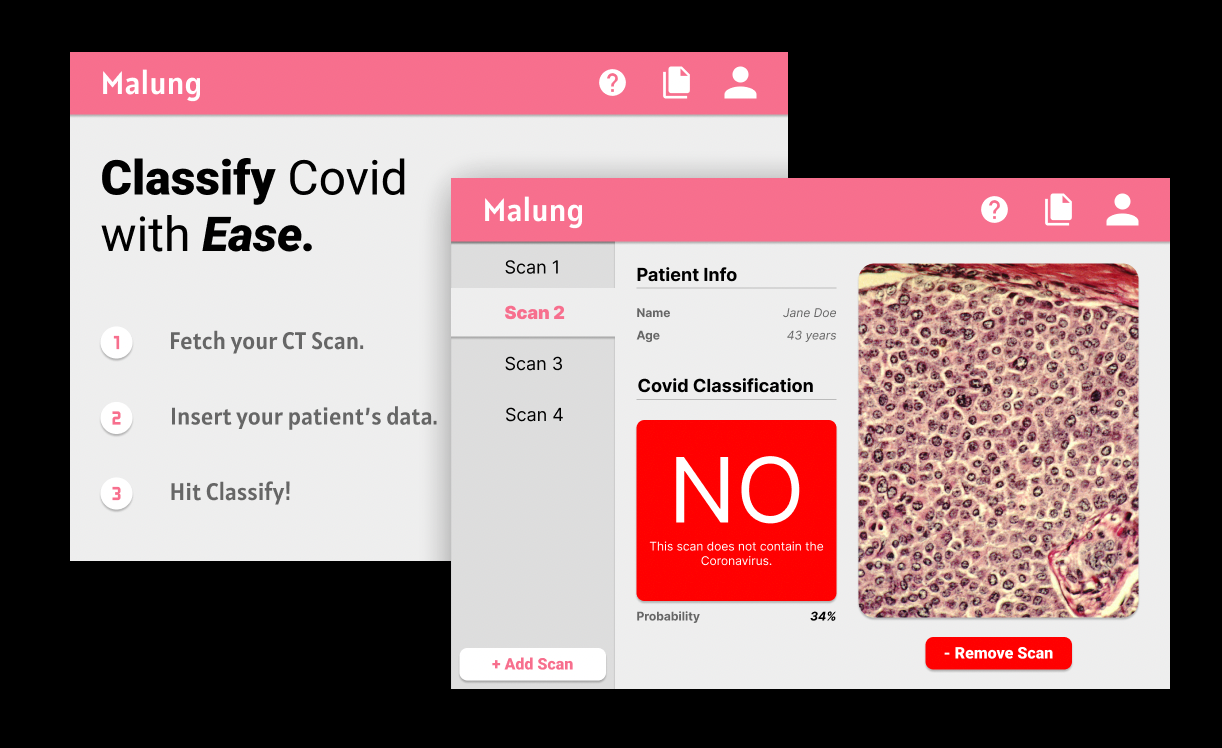 Malung
Classify Covid
with Ease.
1 Fetch your CT Scan.
2 Insert your patient's data.
3 Hit Classify!
Malung
Scan 1
Scan 2
Scan 3
Scan 4
+ Add Scan
Patient Info
Name Jane Doe
Age 43 years
Covid Classification
NO
This scan does not contain the
Coronavirus.
Probability 34%
- Remove Scan